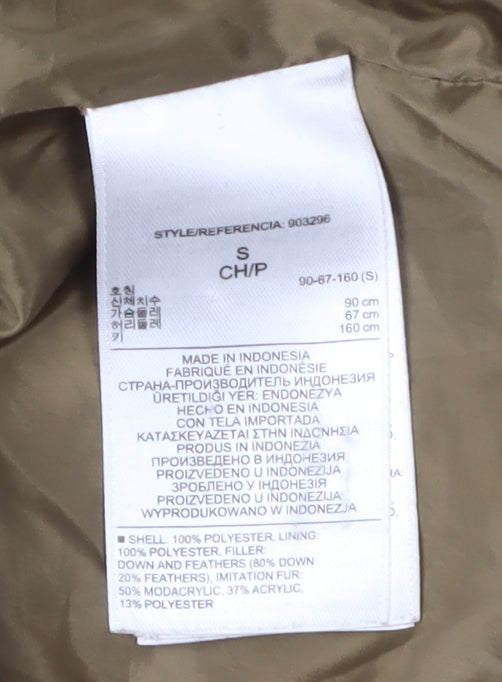 STYLE/REFERENCIA: 903296
S
CH/P
호칭 90-67-160 (S)
신체치수
가슴둘레 90 cm
허리둘레 67 cm
키 160 cm
MADE IN INDONESIA
FABRIQUÉ EN INDONÉSIE
СТРАНА-ПРОИЗВОДИТЕЛЬ ИНДОНЕЗИЯ
ÜRETILDIĞI YER: ENDONEZYA
HECHO EN INDONESIA
CON TELA IMPORTADA
ΚΑΤΑΣΚΕΥΑΖΕΤΑΙ ΣΤΗΝ ΙΝΔΟΝΗΣΙΑ
PRODUS IN INDONEZIA
ПРОИЗВЕДЕНО В ИНДОНЕЗИЯ
PROIZVEDENO U INDONEZIJA
ЗРОБЛЕНО У ІНДОНЕЗІЯ
PROIZVEDENO U INDONEZIJA
WYPRODUKOWANO W INDONEZJA
■ SHELL: 100% POLYESTER, LINING:
100% POLYESTER, FILLER:
DOWN AND FEATHERS (80% DOWN
20% FEATHERS), IMITATION FUR:
50% MODACRYLIC, 37% ACRYLIC,
13% POLYESTER